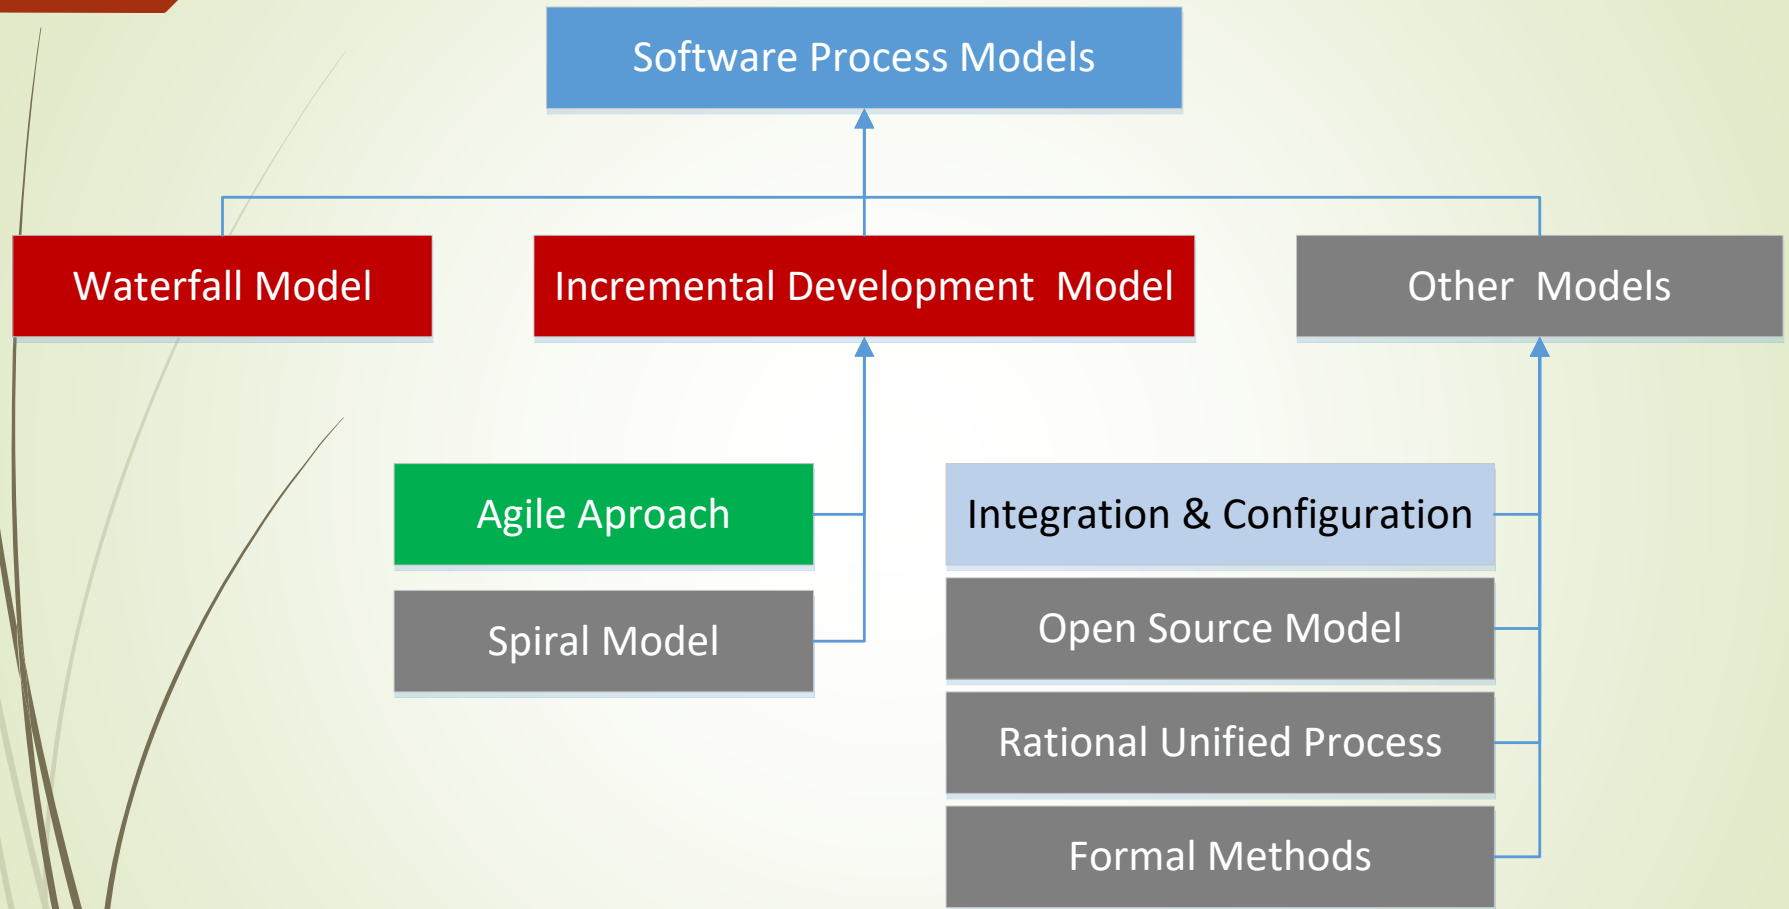 Software Process Models
Waterfall Model
Incremental Development  Model
Other  Models
Agile Aproach
Spiral Model
Integration & Configuration
Open Source Model
Rational Unified Process
Formal Methods